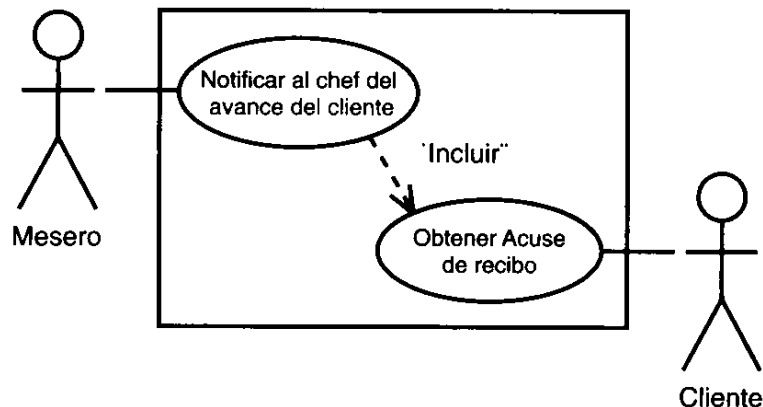 Notificar al chef del
avance del cliente
¨Incluir¨
Mesero
Obtener Acuse
de recibo
Cliente